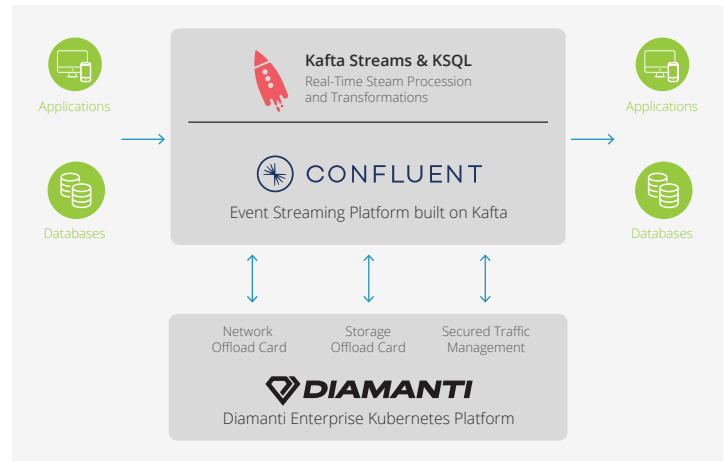 Kafta Streams & KSQL
Real-Time Steam Procession
and Transformations
Applications
Applications
CONFLUENT
Event Streaming Platform built on Kafta
Databases
Databases
Network
Offload Card
Storage
Offload Card
Secured Traffic
Management
DIAMANTI
Diamanti Enterprise Kubernetes Platform